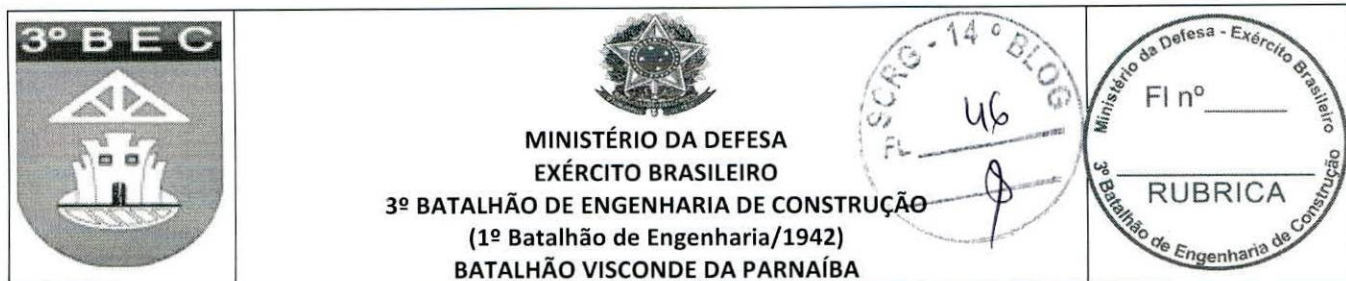 3º B E C
MINISTÉRIO DA DEFESA
EXÉRCITO BRASILEIRO
3º BATALHÃO DE ENGENHARIA DE CONSTRUÇÃO
(1º Batalhão de Engenharia/1942)
BATALHÃO VISCONDE DA PARNAÍBA
SCRG - 14º BLOG
FL 46
Ministério da Defesa - Exército Brasileiro
Fl nº
RUBRICA
3º Batalhão de Engenharia de Construção